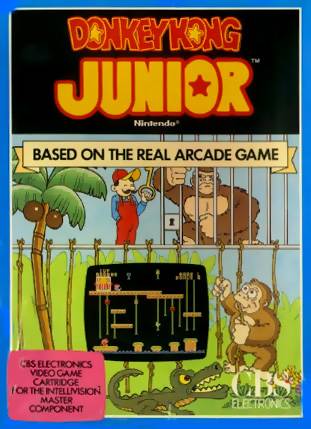 DONKEY KONG
JUNIOR™
Nintendo®
BASED ON THE REAL ARCADE GAME
CBS ELECTRONICS
VIDEO GAME
CARTRIDGE
FOR THE INTELLIVISION
MASTER
COMPONENT
CBS
ELECTRONICS